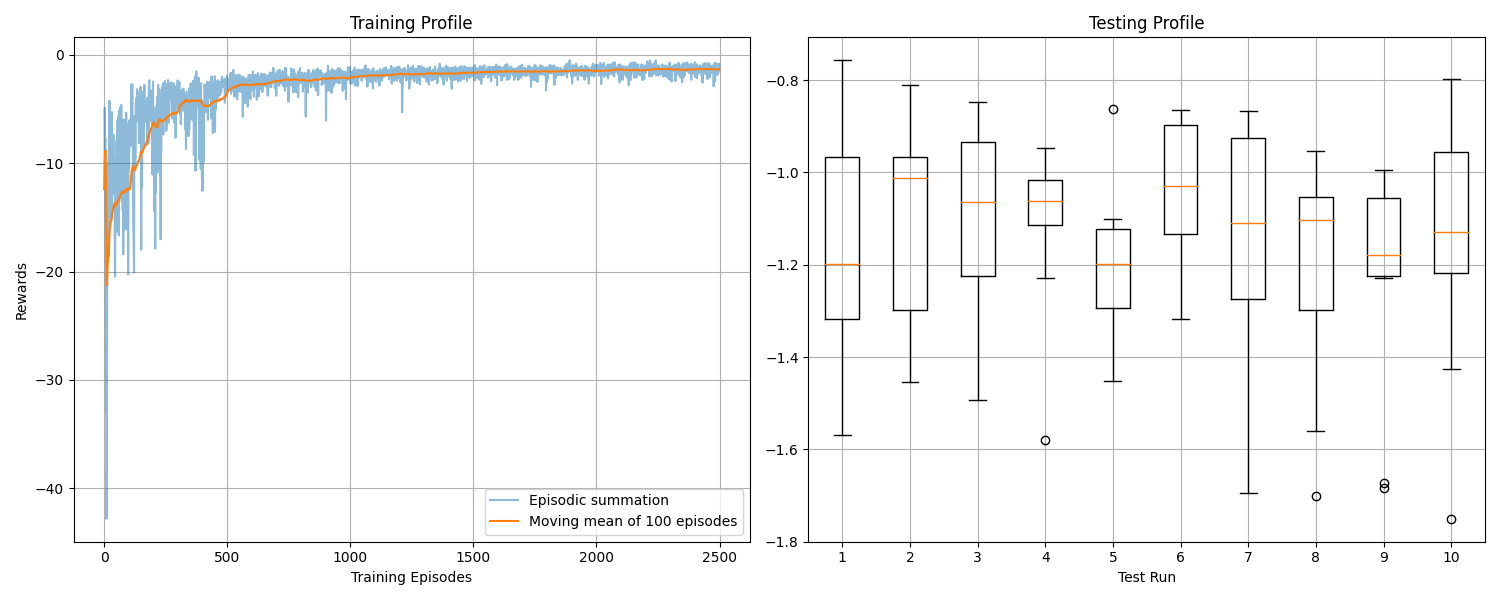 Training Profile
Rewards
0
−10
−20
−30
−40
Episodic summation
Moving mean of 100 episodes
0 500 1000 1500 2000 2500
Training Episodes
Testing Profile
−0.8
−1.0
−1.2
−1.4
−1.6
−1.8
1 2 3 4 5 6 7 8 9 10
Test Run